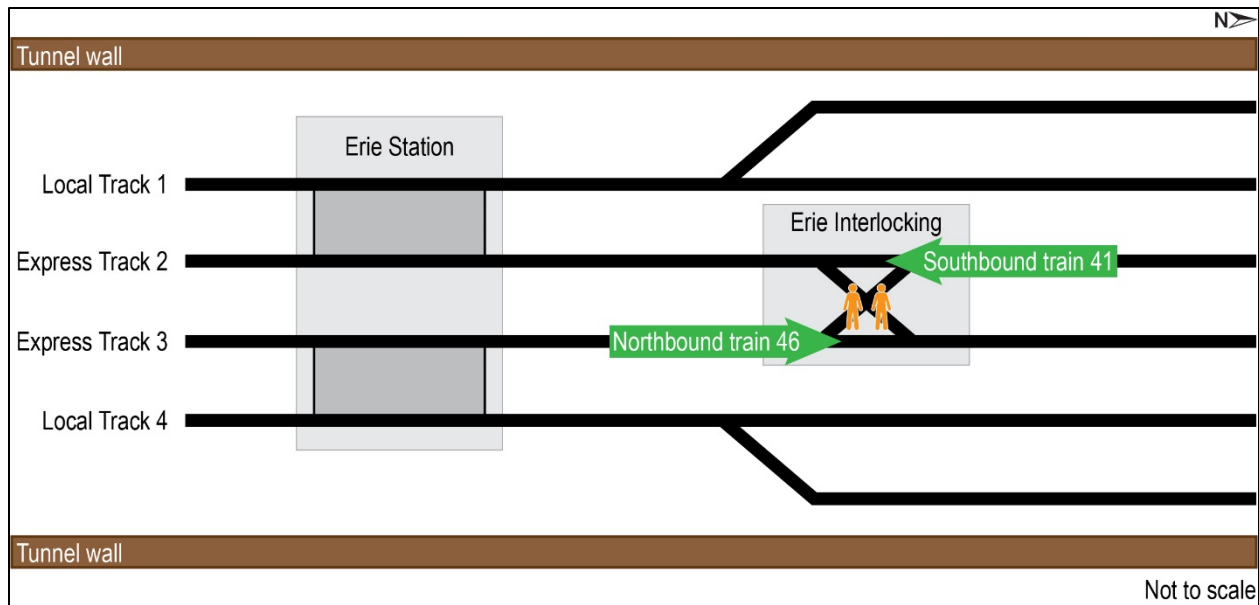 N
Tunnel wall
Erie Station
Local Track 1
Erie Interlocking
Express Track 2
Southbound train 41
Express Track 3
Northbound train 46
Local Track 4
Tunnel wall
Not to scale